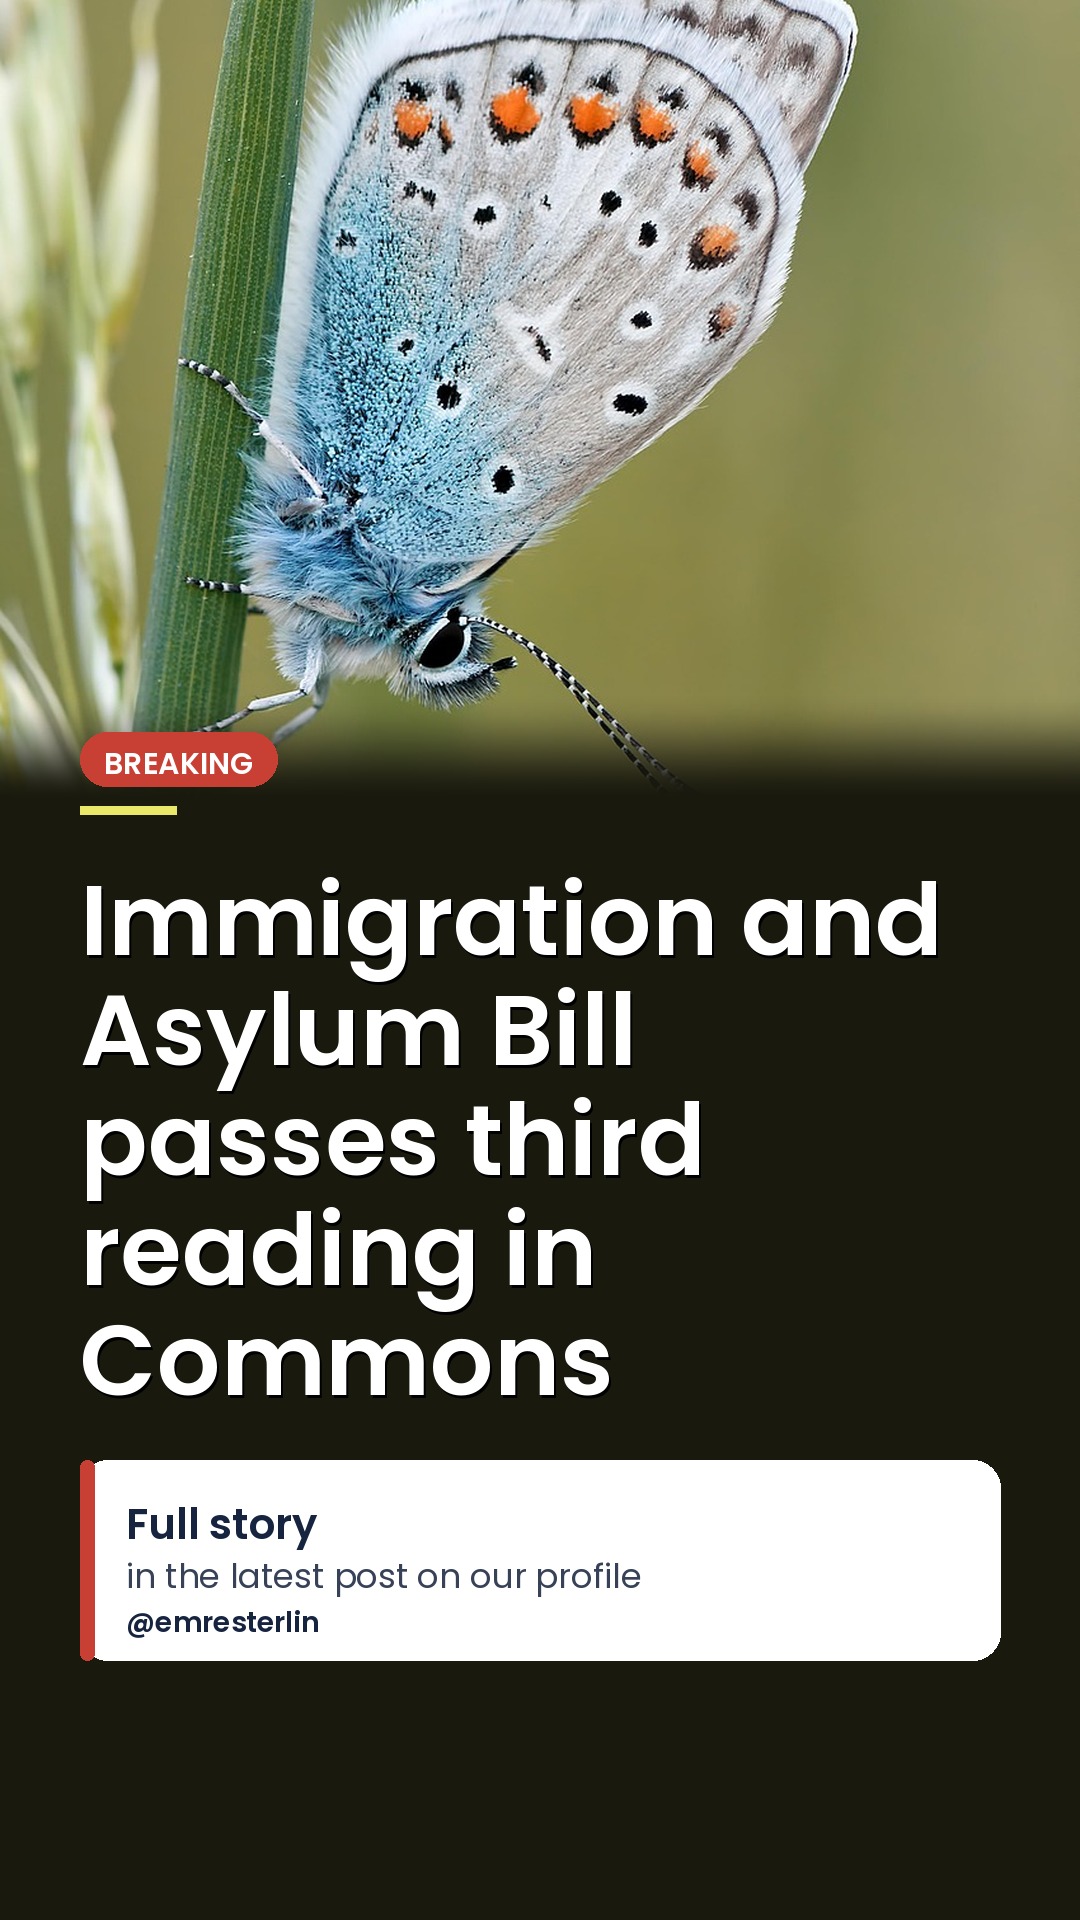 BREAKING
Immigration and
Asylum Bill
passes third
reading in
Commons
Full story
in the latest post on our profile
@emresterlin